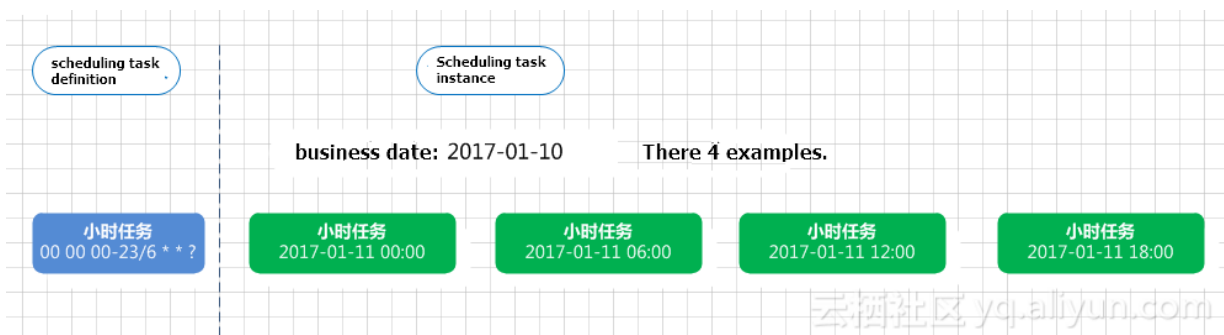 scheduling task
definition
Scheduling task
instance
business date: 2017-01-10 There 4 examples.
小时任务
00 00 00-23/6 * * ?
小时任务
2017-01-11 00:00
小时任务
2017-01-11 06:00
小时任务
2017-01-11 12:00
小时任务
2017-01-11 18:00
云栖社区 yq.aliyun.com